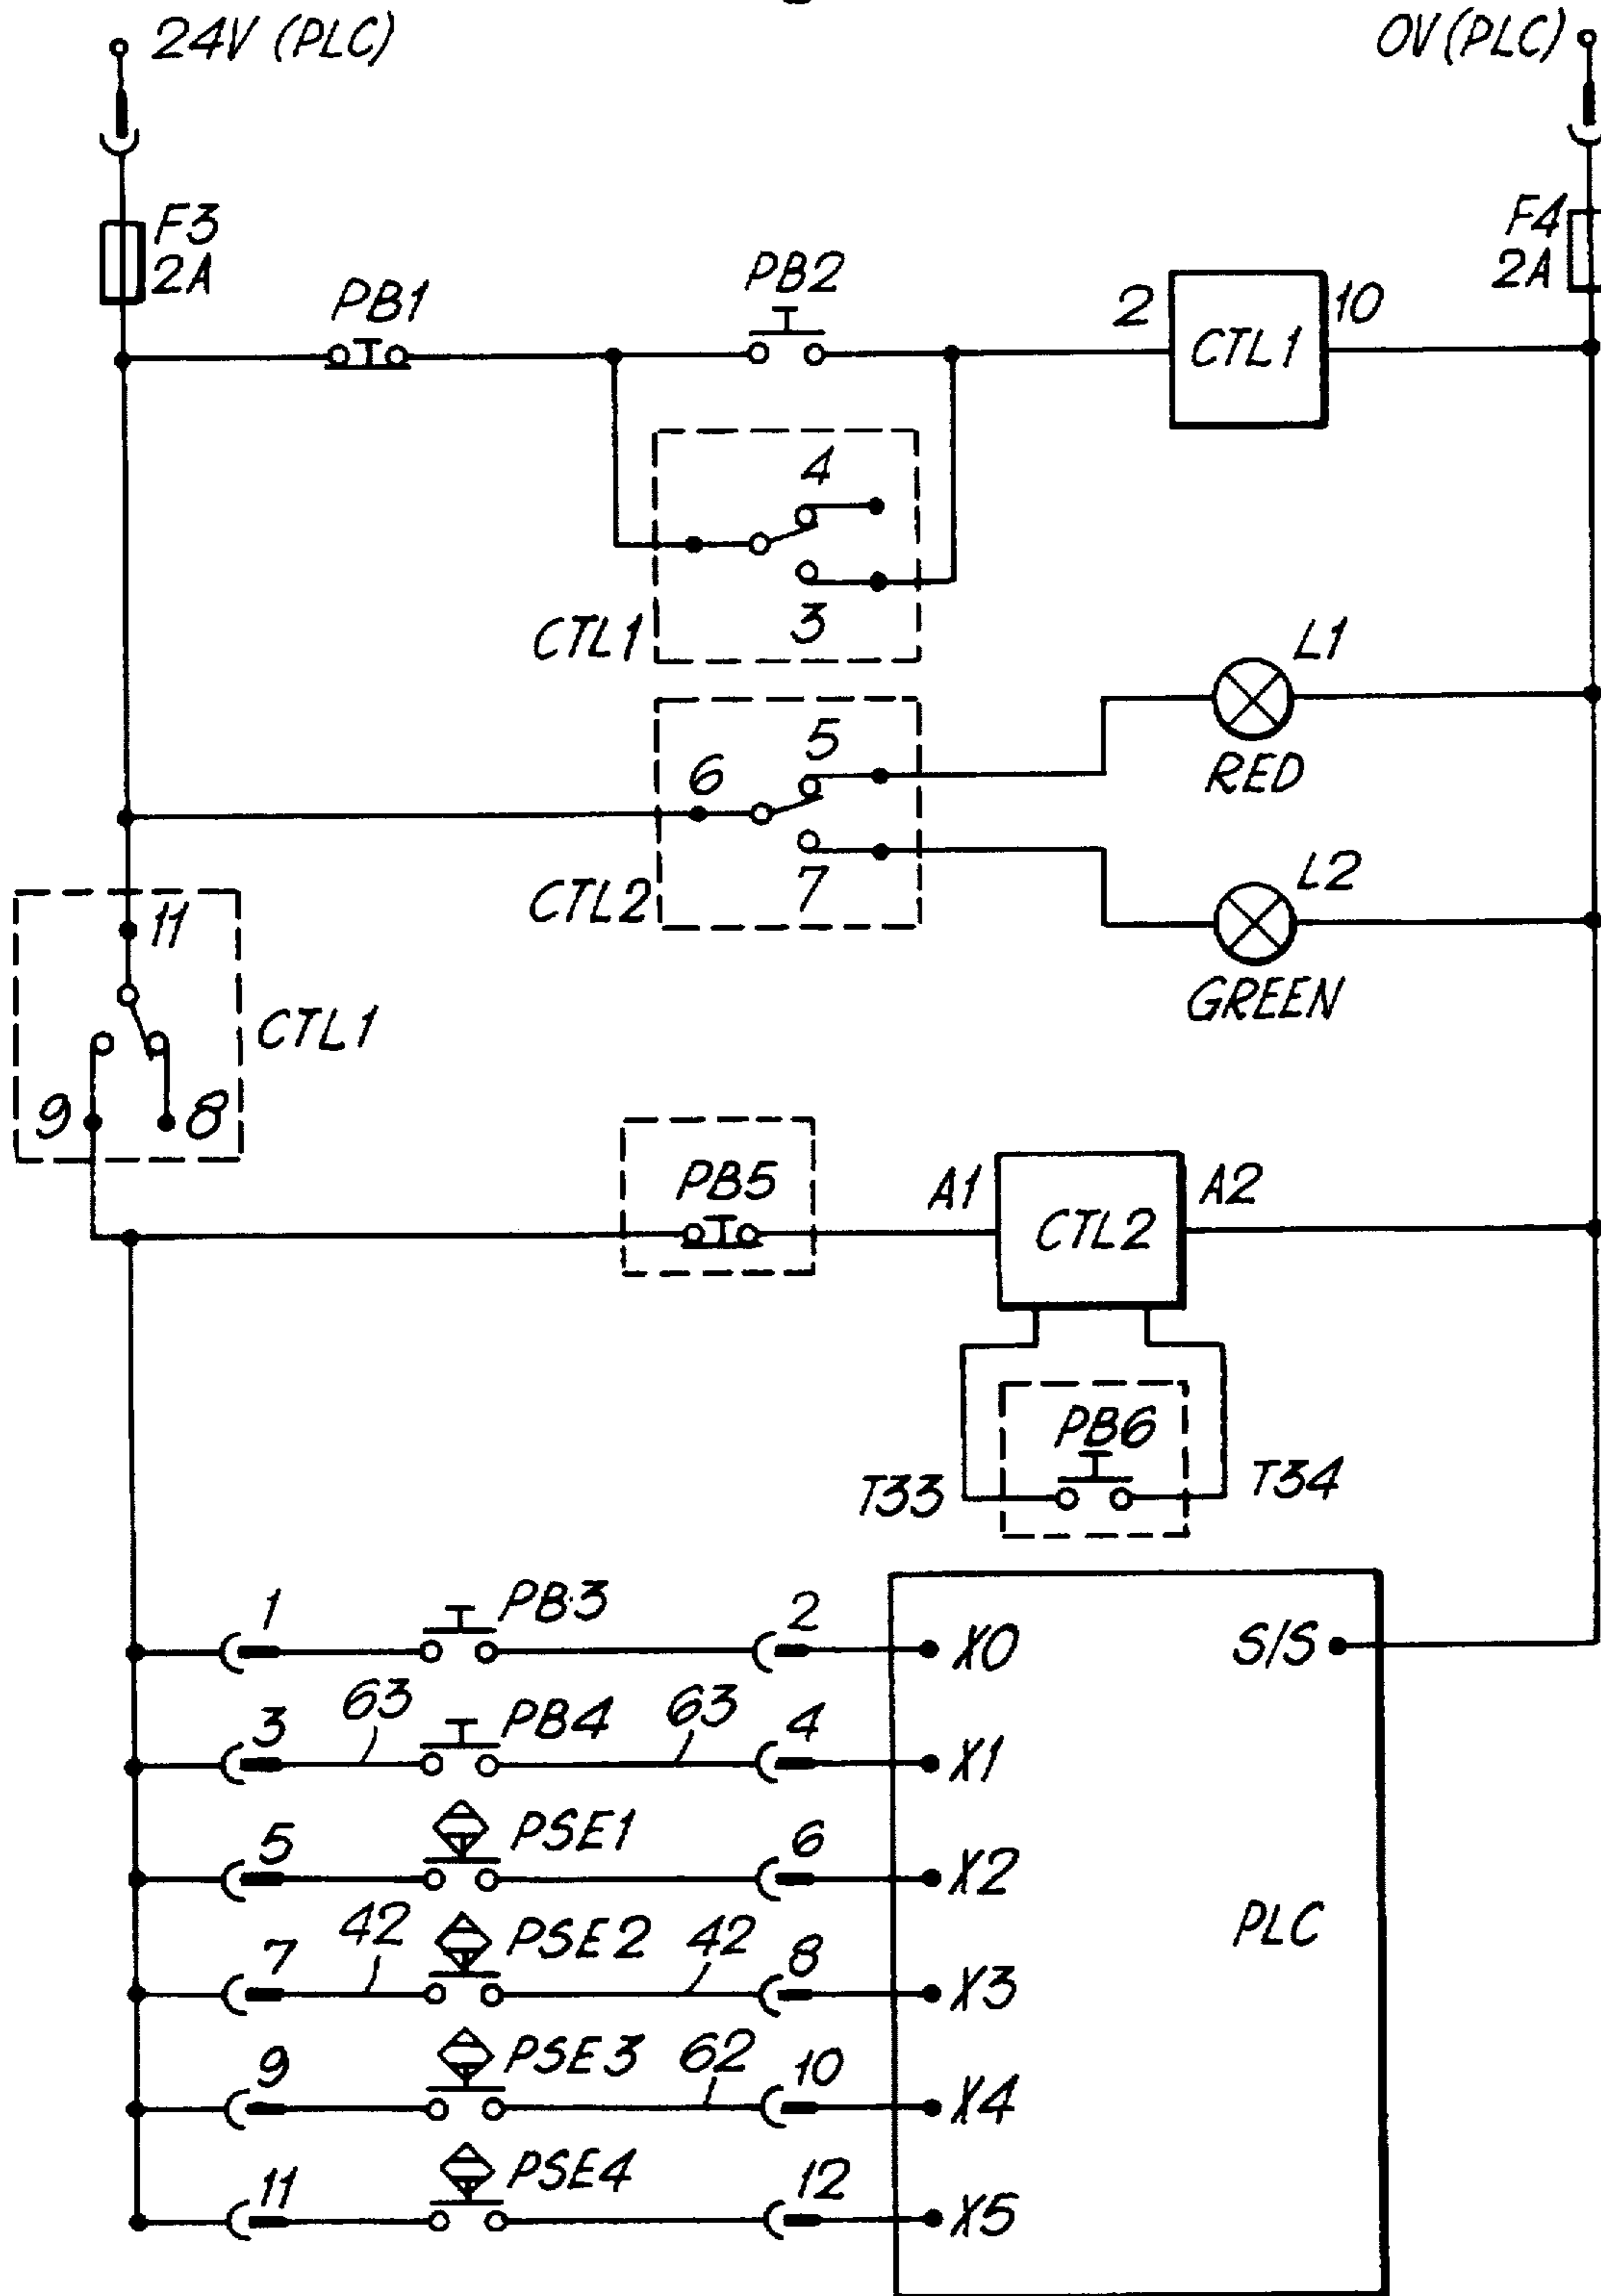 24V (PLC)
0V (PLC)
F3
2A
F4
2A
PB1
PB2
2
CTL1
10
4
3
CTL1
L1
RED
6
5
7
CTL2
L2
GREEN
11
CTL1
9
8
PB5
A1
CTL2
A2
PB6
T33
T34
1
PB3
2
X0
S/S
3
63
PB4
63
4
X1
5
PSE1
6
X2
PLC
7
42
PSE2
42
8
X3
9
PSE3
62
10
X4
11
PSE4
12
X5